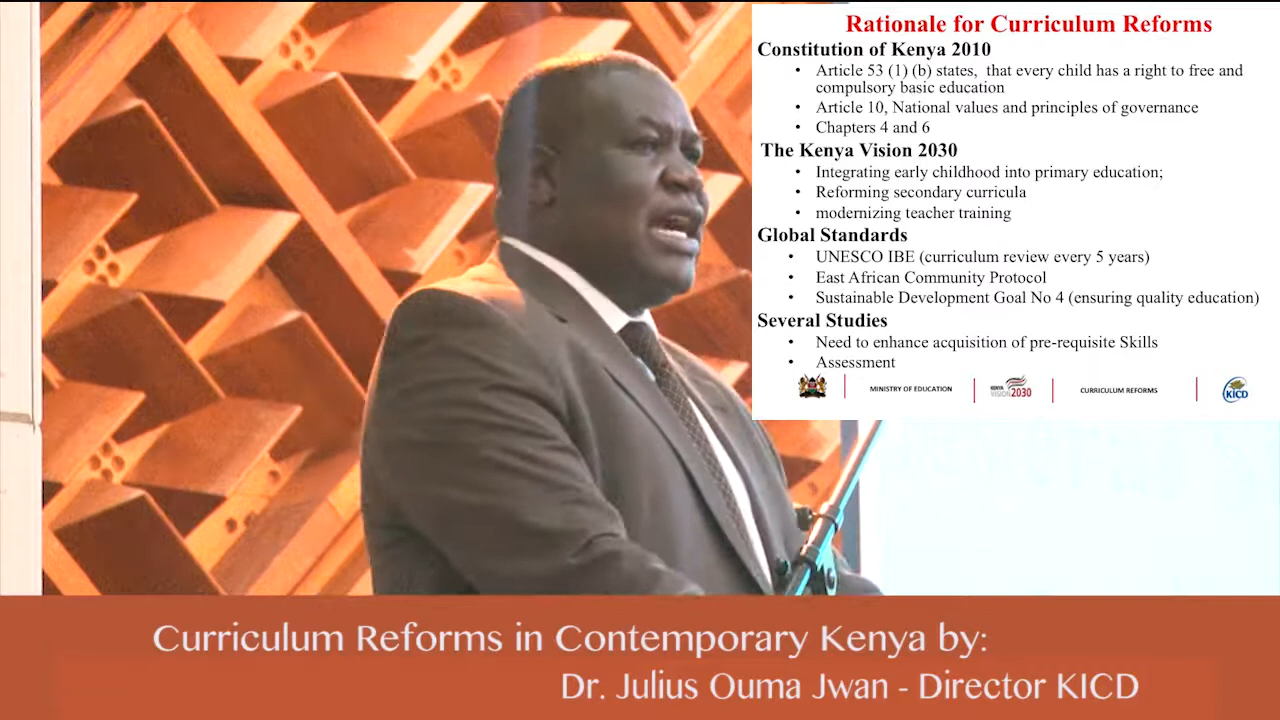 Rationale for Curriculum Reforms
Constitution of Kenya 2010
• Article 53 (1) (b) states, that every child has a right to free and
compulsory basic education
• Article 10, National values and principles of governance
• Chapters 4 and 6
The Kenya Vision 2030
• Integrating early childhood into primary education;
• Reforming secondary curricula
• modernizing teacher training
Global Standards
• UNESCO IBE (curriculum review every 5 years)
• East African Community Protocol
• Sustainable Development Goal No 4 (ensuring quality education)
Several Studies
• Need to enhance acquisition of pre-requisite Skills
• Assessment
MINISTRY OF EDUCATION
KENYA
VISION 2030
CURRICULUM REFORMS
KICD
Curriculum Reforms in Contemporary Kenya by:
Dr. Julius Ouma Jwan - Director KICD